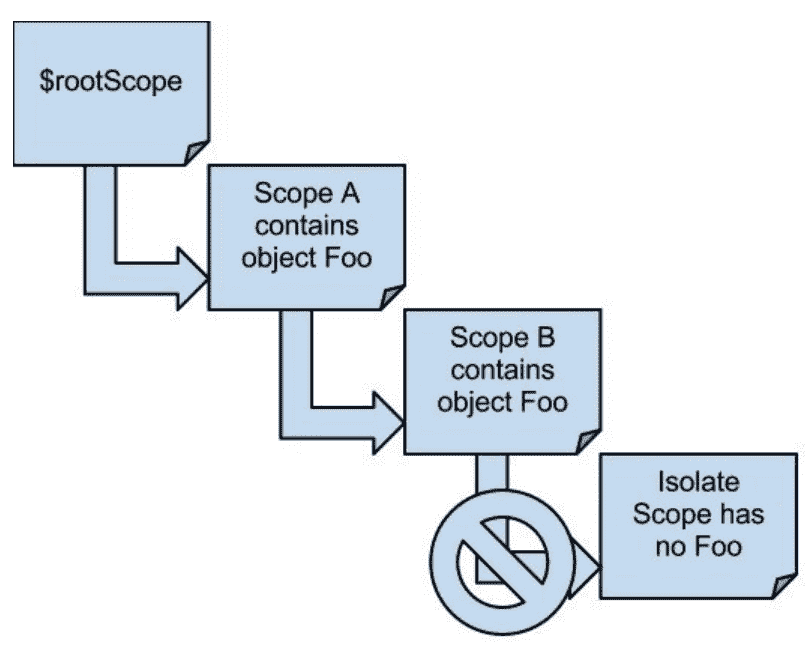 $rootScope
Scope A
contains
object Foo
Scope B
contains
object Foo
Isolate
Scope has
no Foo